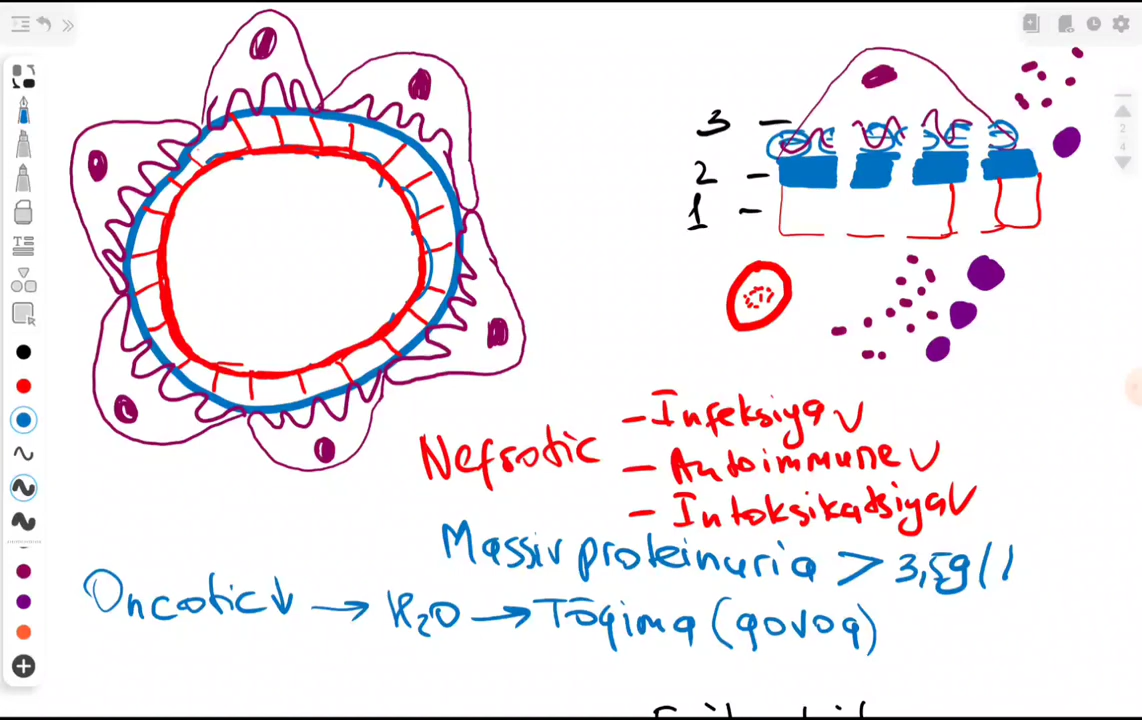 3 -
2 -
1 -
Nefrotic
- Infeksiya v
- Autoimmune v
- Intoksikatsiya v
Massiv proteinuria > 3,5g/l
Oncotic ↓ → H2O → Tōqima (qovoq)